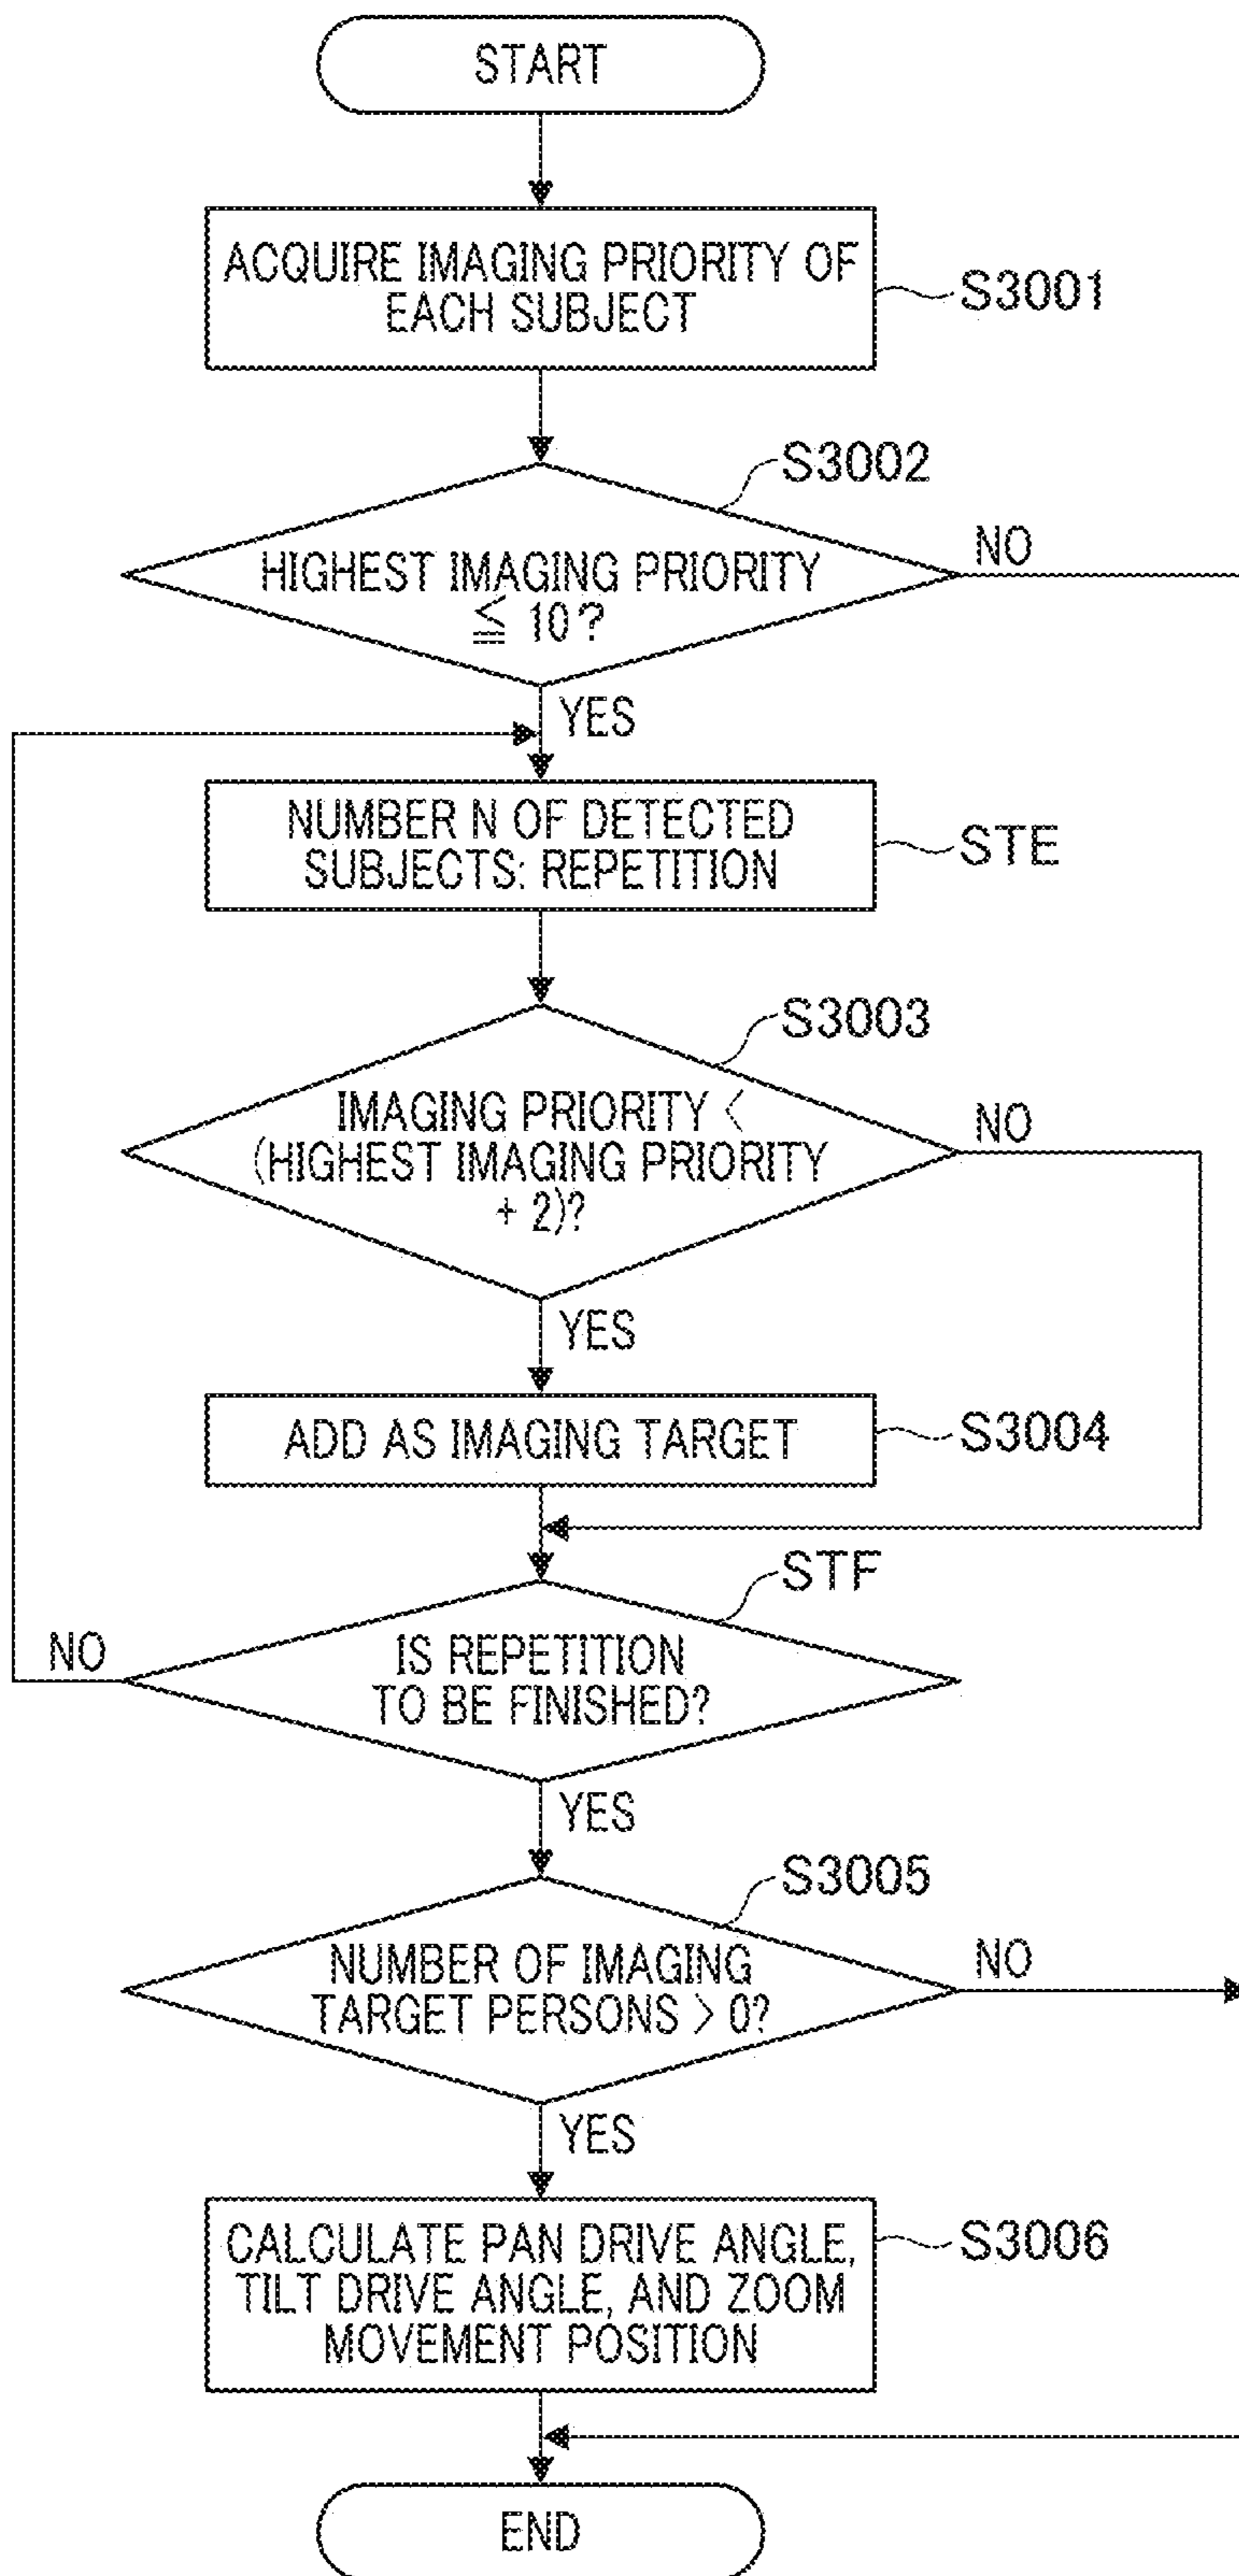 START
ACQUIRE IMAGING PRIORITY OF
EACH SUBJECT
S3001
S3002
HIGHEST IMAGING PRIORITY
≦ 10?
NO
YES
NUMBER N OF DETECTED
SUBJECTS: REPETITION
STE
S3003
IMAGING PRIORITY <
(HIGHEST IMAGING PRIORITY
+ 2)?
NO
YES
ADD AS IMAGING TARGET
S3004
STF
IS REPETITION
TO BE FINISHED?
NO
YES
S3005
NUMBER OF IMAGING
TARGET PERSONS > 0?
NO
YES
CALCULATE PAN DRIVE ANGLE,
TILT DRIVE ANGLE, AND ZOOM
MOVEMENT POSITION
S3006
END